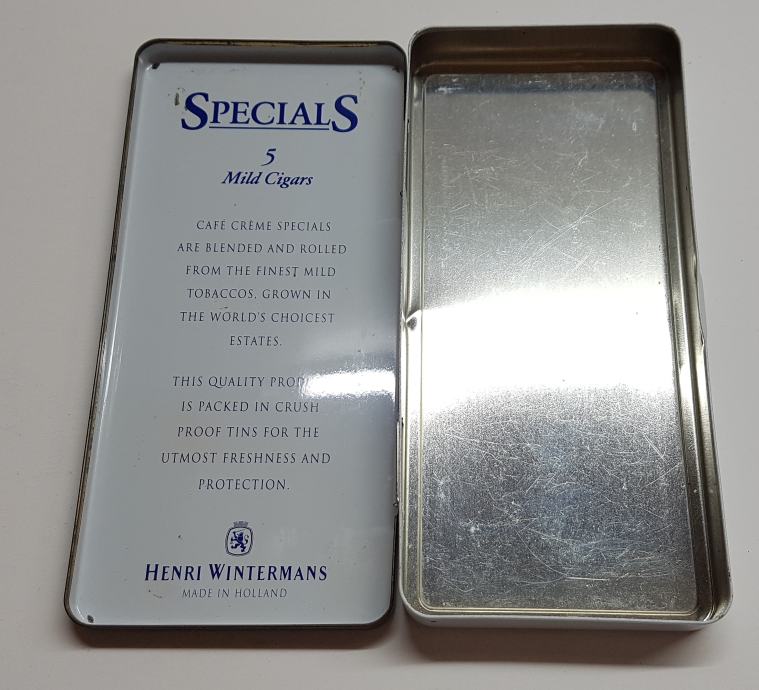 SPECIALS
5
Mild Cigars
CAFÉ CRÈME SPECIALS
ARE BLENDED AND ROLLED
FROM THE FINEST MILD
TOBACCOS, GROWN IN
THE WORLD'S CHOICEST
ESTATES.
THIS QUALITY
IS PACKED IN CRUSH
PROOF TINS FOR THE
UTMOST FRESHNESS AND
PROTECTION.
HENRI WINTERMANS
MADE IN HOLLAND